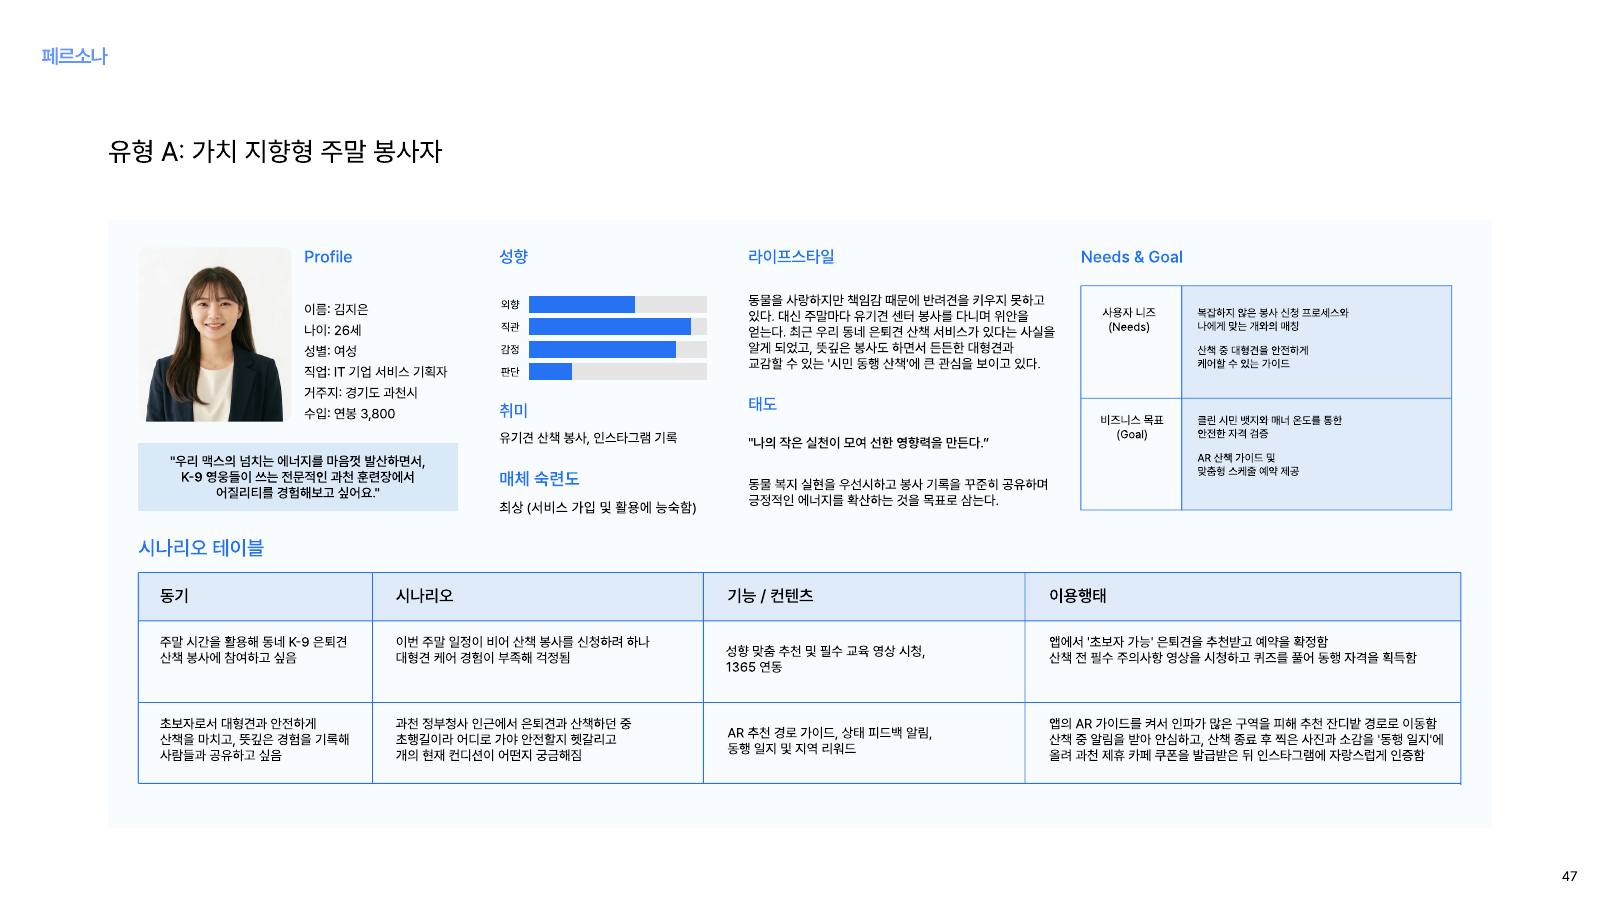 페르소나
유형 A: 가치 지향형 주말 봉사자
Profile
이름: 김지은
나이: 26세
성별: 여성
직업: IT 기업 서비스 기획자
거주지: 경기도 과천시
수입: 연봉 3,800
"우리 맥스의 넘치는 에너지를 마음껏 발산하면서,
K-9 영웅들이 쓰는 전문적인 과천 훈련장에서
어질리티를 경험해보고 싶어요."
성향
외향
직관
감정
판단
취미
유기견 산책 봉사, 인스타그램 기록
매체 숙련도
최상 (서비스 가입 및 활용에 능숙함)
라이프스타일
동물을 사랑하지만 책임감 때문에 반려견을 키우지 못하고
있다. 대신 주말마다 유기견 센터 봉사를 다니며 위안을
얻는다. 최근 우리 동네 은퇴견 산책 서비스가 있다는 사실을
알게 되었고, 뜻깊은 봉사도 하면서 든든한 대형견과
교감할 수 있는 '시민 동행 산책'에 큰 관심을 보이고 있다.
태도
"나의 작은 실천이 모여 선한 영향력을 만든다.”
동물 복지 실현을 우선시하고 봉사 기록을 꾸준히 공유하며
긍정적인 에너지를 확산하는 것을 목표로 삼는다.
Needs & Goal
사용자 니즈
(Needs)
복잡하지 않은 봉사 신청 프로세스와
나에게 맞는 개와의 매칭
산책 중 대형견을 안전하게
케어할 수 있는 가이드
비즈니스 목표
(Goal)
클린 시민 뱃지와 매너 온도를 통한
안전한 자격 검증
AR 산책 가이드 및
맞춤형 스케줄 예약 제공
시나리오 테이블
동기
시나리오
기능 / 컨텐츠
이용행태
주말 시간을 활용해 동네 K-9 은퇴견
산책 봉사에 참여하고 싶음
이번 주말 일정이 비어 산책 봉사를 신청하려 하나
대형견 케어 경험이 부족해 걱정됨
성향 맞춤 추천 및 필수 교육 영상 시청,
1365 연동
앱에서 '초보자 가능' 은퇴견을 추천받고 예약을 확정함
산책 전 필수 주의사항 영상을 시청하고 퀴즈를 풀어 동행 자격을 획득함
초보자로서 대형견과 안전하게
산책을 마치고, 뜻깊은 경험을 기록해
사람들과 공유하고 싶음
과천 정부청사 인근에서 은퇴견과 산책하던 중
초행길이라 어디로 가야 안전할지 헷갈리고
개의 현재 컨디션이 어떤지 궁금해짐
AR 추천 경로 가이드, 상태 피드백 알림,
동행 일지 및 지역 리워드
앱의 AR 가이드를 켜서 인파가 많은 구역을 피해 추천 잔디밭 경로로 이동함
산책 중 알림을 받아 안심하고, 산책 종료 후 찍은 사진과 소감을 '동행 일지'에
올려 과천 제휴 카페 쿠폰을 발급받은 뒤 인스타그램에 자랑스럽게 인증함
47